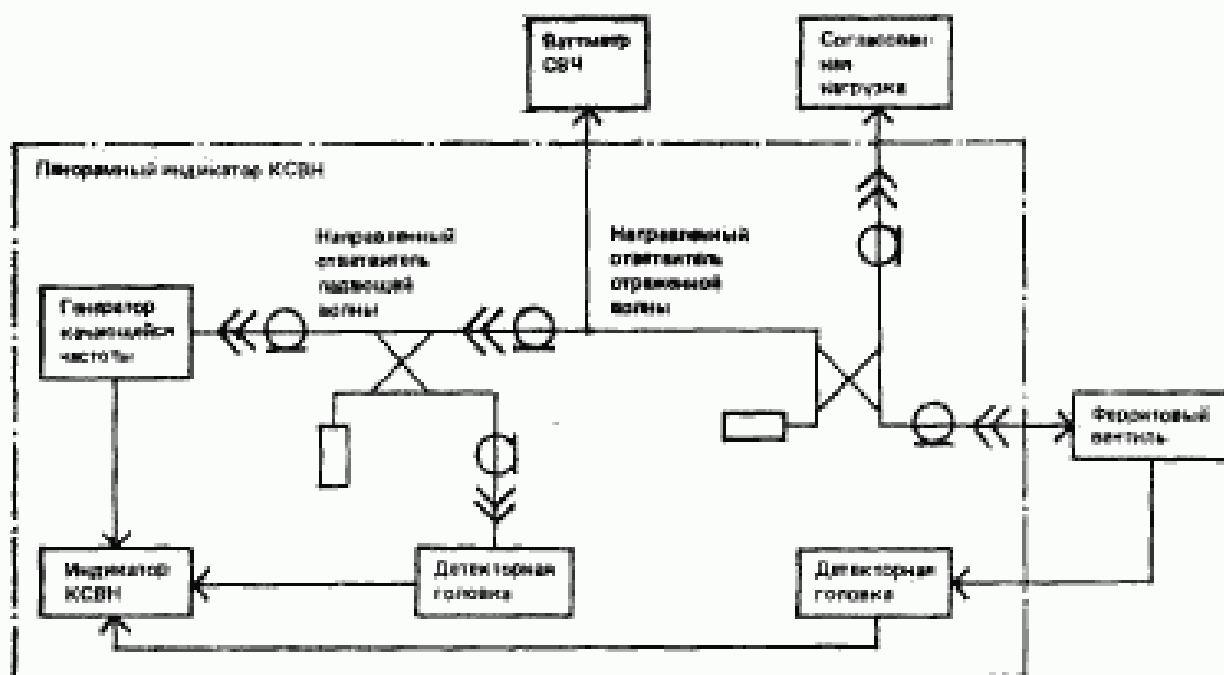 Ваттметр
СВЧ
Согласован-
ная
нагрузка
Панорамный индикатор КСВН
Направленный
ответвитель
падающей
волны
Направленный
ответвитель
отраженной
волны
Генератор
качающейся
частоты
Ферритовый
вентиль
Индикатор
КСВН
Детекторная
головка
Детекторная
головка